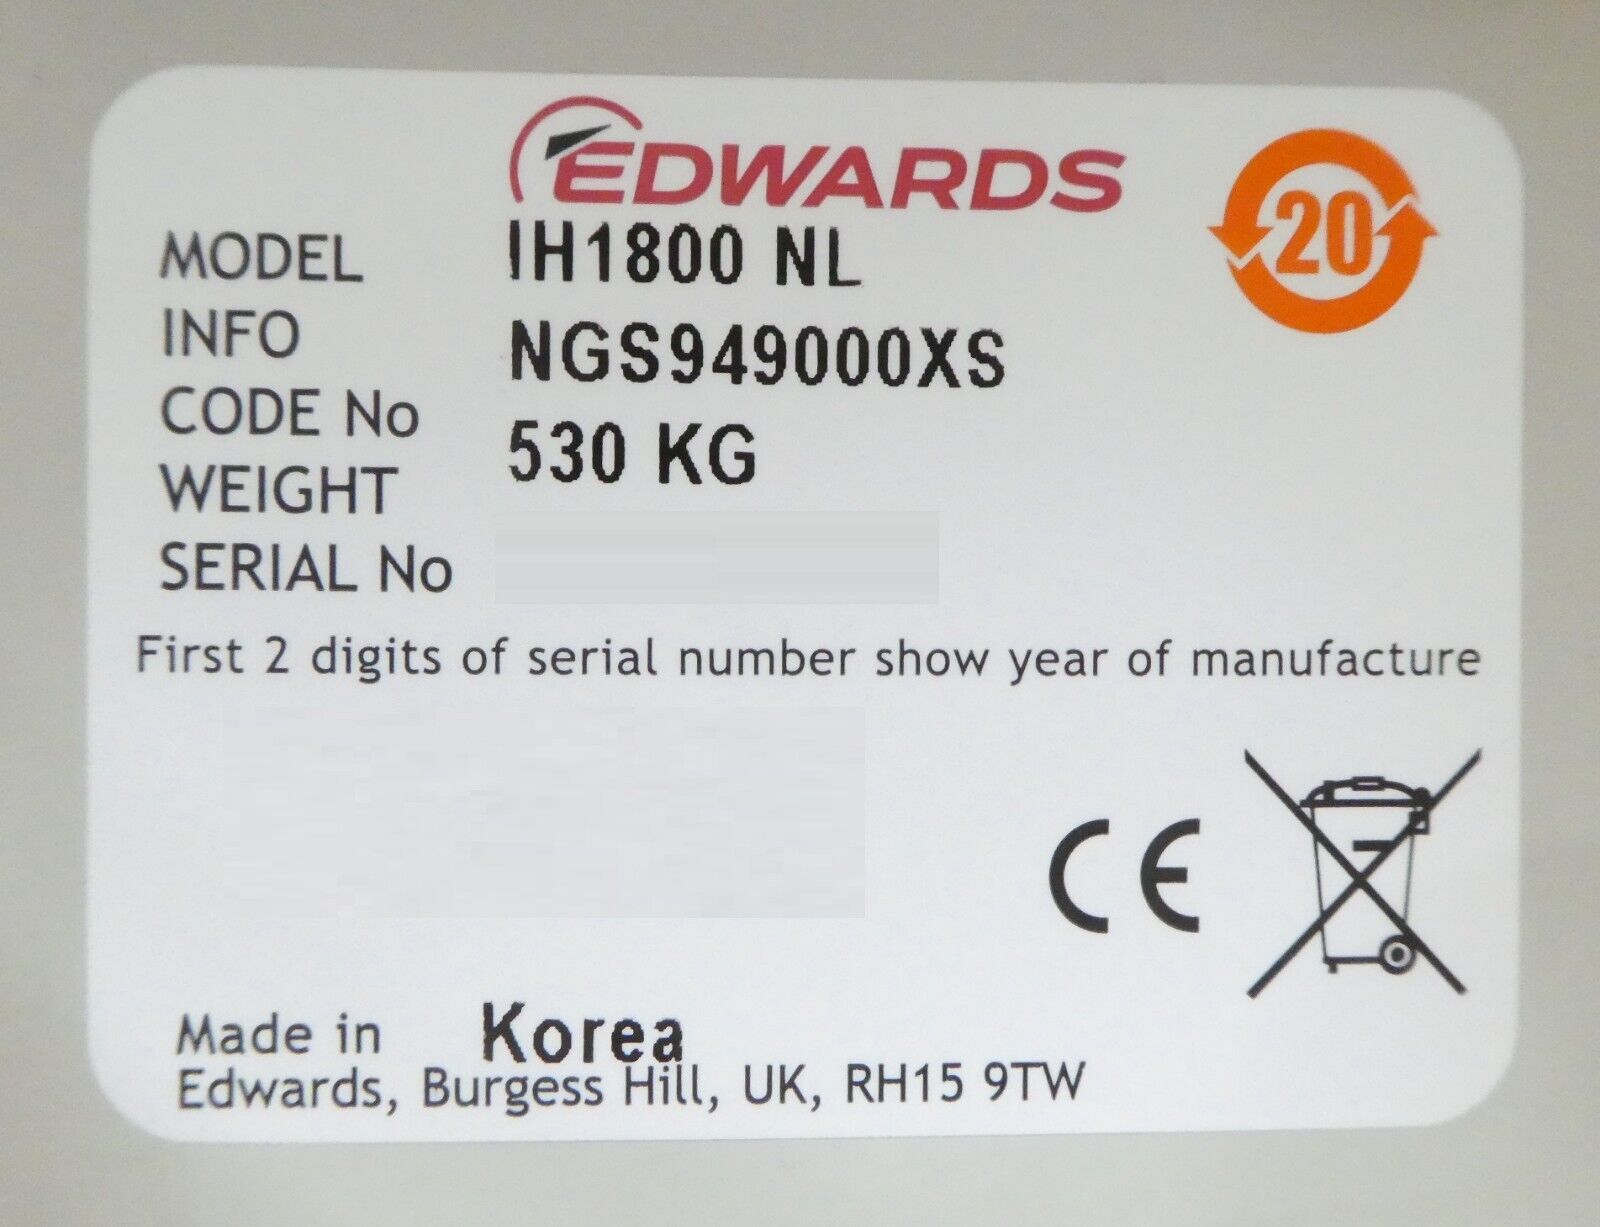 EDWARDS
20
MODEL IH1800 NL
INFO
NGS949000XS
CODE No
530 KG
WEIGHT
SERIAL No
First 2 digits of serial number show year of manufacture
CE
Made in Korea
Edwards, Burgess Hill, UK, RH15 9TW